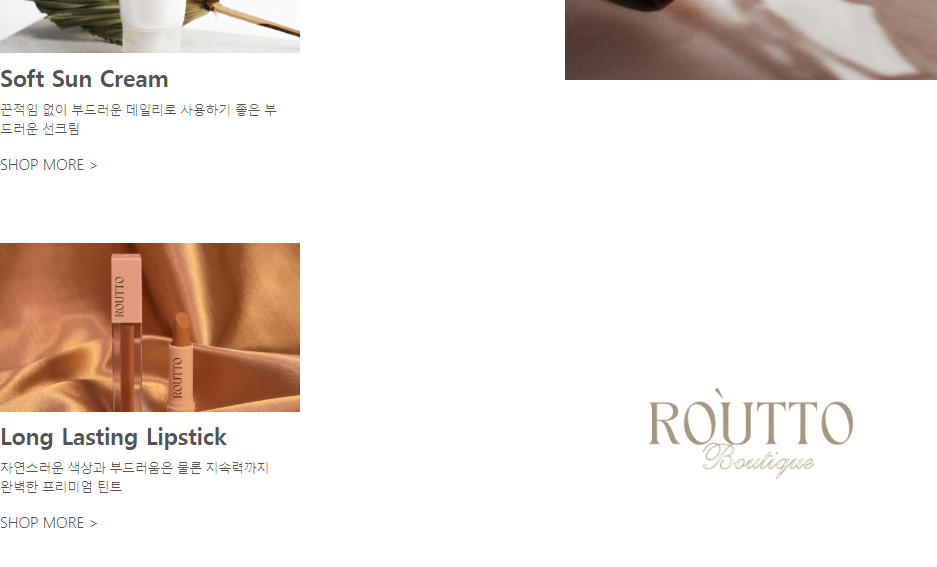 Soft Sun Cream
끈적임 없이 부드러운 데일리로 사용하기 좋은 부
드러운 선크림
SHOP MORE >
ROUTTO
ROUTTO
Long Lasting Lipstick
자연스러운 색상과 부드러움은 물론 지속력까지
완벽한 프리미엄 틴트
SHOP MORE >
ROÙTTO
Boutique